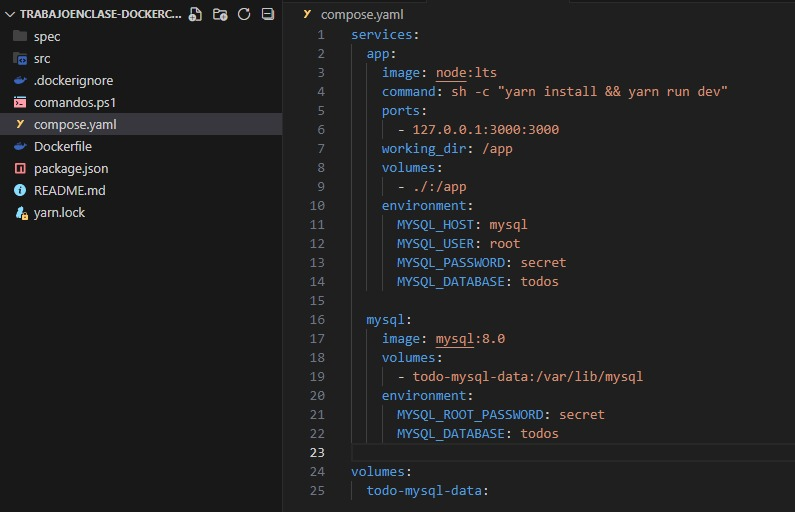 TRABAJOENCLASE-DOCKERC...
spec
src
.dockerignore
comandos.ps1
compose.yaml
Dockerfile
package.json
README.md
yarn.lock
compose.yaml
1 services:
2   app:
3     image: node:lts
4     command: sh -c "yarn install && yarn run dev"
5     ports:
6       - 127.0.0.1:3000:3000
7     working_dir: /app
8     volumes:
9       - ./:/app
10     environment:
11       MYSQL_HOST: mysql
12       MYSQL_USER: root
13       MYSQL_PASSWORD: secret
14       MYSQL_DATABASE: todos
15
16   mysql:
17     image: mysql:8.0
18     volumes:
19       - todo-mysql-data:/var/lib/mysql
20     environment:
21       MYSQL_ROOT_PASSWORD: secret
22       MYSQL_DATABASE: todos
23
24 volumes:
25   todo-mysql-data: